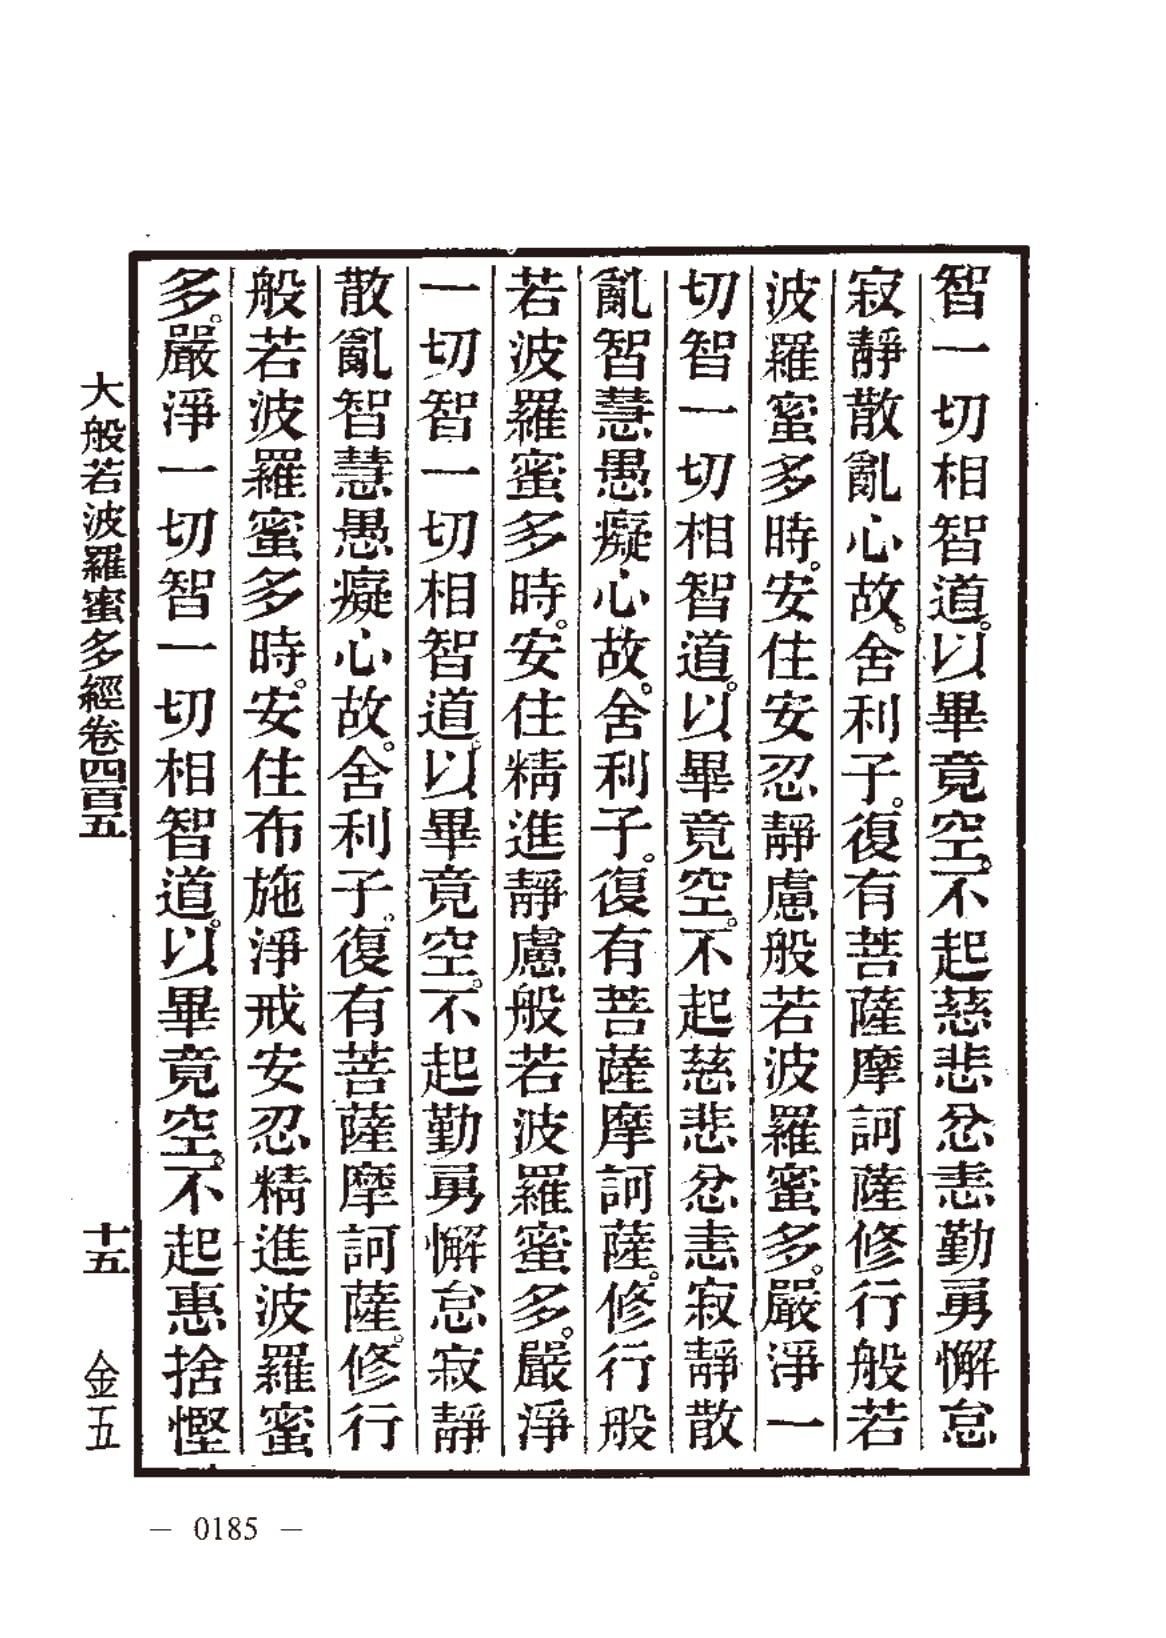 智一切相智道。以畢竟空。不起慈悲忿恚勤勇懈怠
寂靜散亂心故。舍利子。復有菩薩摩訶薩修行般若
波羅蜜多時。安住安忍靜慮般若波羅蜜多。嚴淨一
切智一切相智道。以畢竟空。不起慈悲忿恚寂靜散
亂智慧愚癡心故。舍利子。復有菩薩摩訶薩。修行般
若波羅蜜多時。安住精進靜慮般若波羅蜜多。嚴淨
一切智一切相智道。以畢竟空。不起勤勇懈怠寂靜
散亂智慧愚癡心故。舍利子。復有菩薩摩訶薩。修行
般若波羅蜜多時。安住布施淨戒安忍精進波羅蜜
多。嚴淨一切智一切相智道。以畢竟空。不起惠捨慳
大般若波羅蜜多經卷四百五 十五 金五
— 0185 —